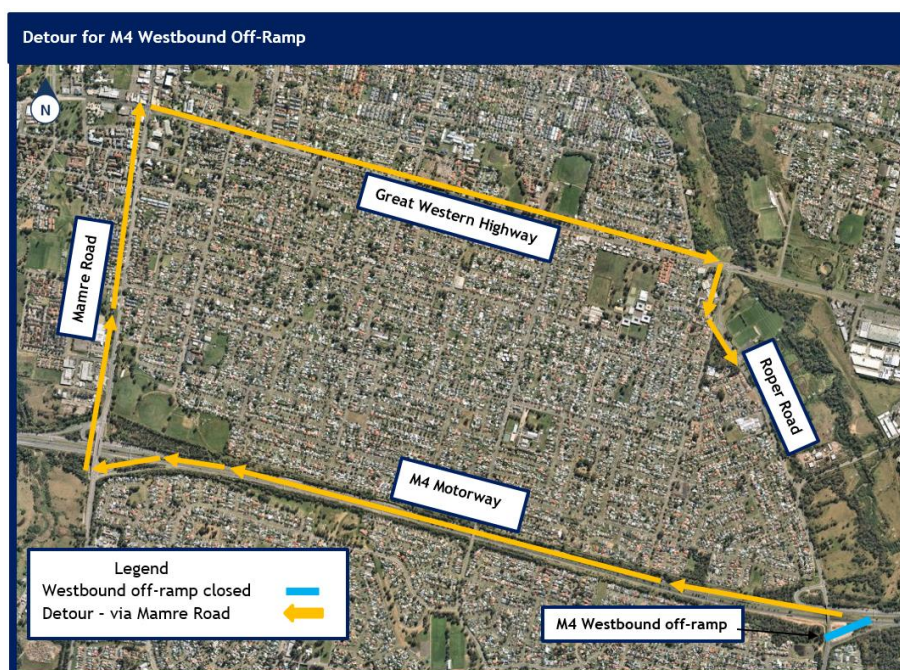 Detour for M4 Westbound Off-Ramp
N
Great Western Highway
Mamre Road
Roper Road
M4 Motorway
Legend
Westbound off-ramp closed
Detour - via Mamre Road
M4 Westbound off-ramp